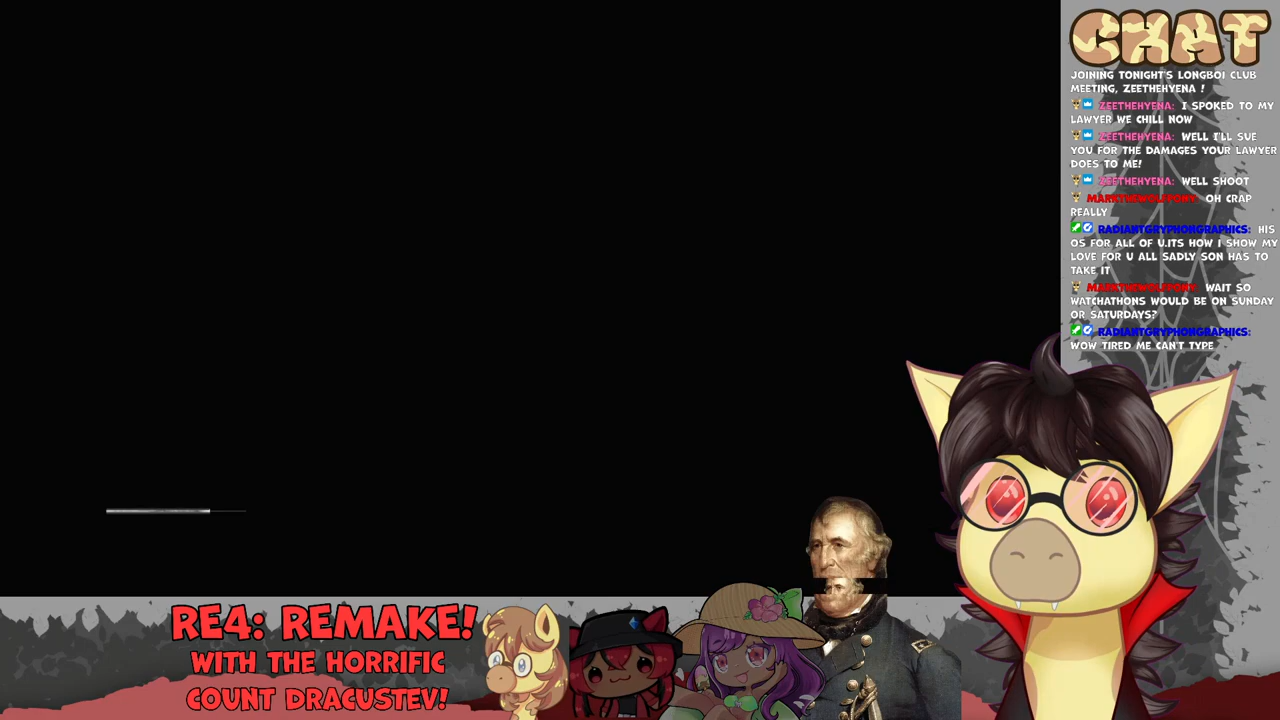 CHAT
JOINING TONIGHT'S LONGBOI CLUB
MEETING, ZEETHEHYENA !
ZEETHEHYENA: I SPOKED TO MY
LAWYER WE CHILL NOW
ZEETHEHYENA: WELL I'LL SUE
YOU FOR THE DAMAGES YOUR LAWYER
DOES TO ME!
ZEETHEHYENA: WELL SHOOT
MARKTHEWOLFPONY: OH CRAP
REALLY
RADIANTGRYPHONGRAPHICS: HIS
OS FOR ALL OF U.ITS HOW I SHOW MY
LOVE FOR U ALL SADLY SON HAS TO
TAKE IT
MARKTHEWOLFPONY: WAIT SO
WATCHATHONS WOULD BE ON SUNDAY
OR SATURDAYS?
RADIANTGRYPHONGRAPHICS:
WOW TIRED ME CAN'T TYPE
RE4: REMAKE!
WITH THE HORRIFIC
COUNT DRACUSTEV!